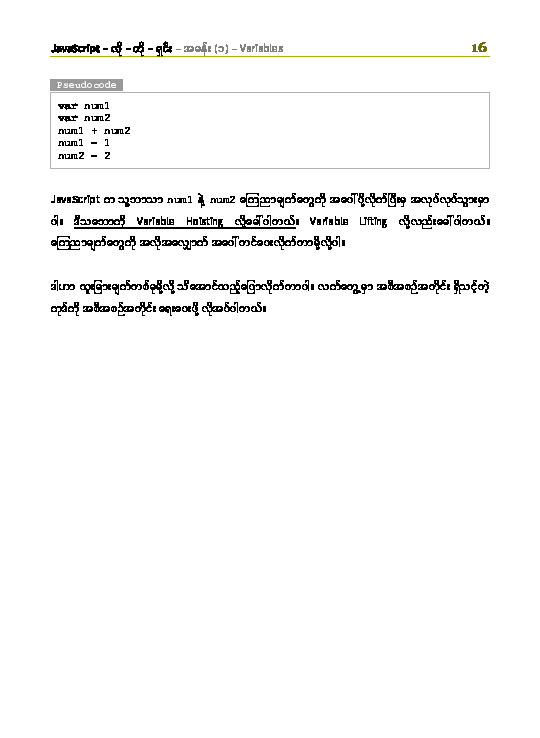 JavaScript – လို – တို – ရှင်း – အခန်း (၁) – Variables 16
Pseudocode
var num1
var num2
num1 + num2
num1 = 1
num2 = 2
JavaScript က သူ့ဘာသာ num1 နဲ့ num2 ကြေညာချက်တွေကို အပေါ်ပို့လိုက်ပြီးမှ အလုပ်လုပ်သွားမှာ
ပါ။ ဒီသဘောကို Variable Hoisting လို့ခေါ်ပါတယ်။ Variable Lifting လို့လည်းခေါ်ပါတယ်။
ကြေညာချက်တွေကို အလိုအလျောက် အပေါ်တင်ပေးလိုက်တာမို့လို့ပါ။
ဒါဟာ ထူးခြားချက်တစ်ခုမို့လို့ သိအောင်ထည့်ပြောလိုက်တာပါ။ လက်တွေ့မှာ အစီအစဉ်အတိုင်း ရှိသင့်တဲ့
ကုဒ်ကို အစီအစဉ်အတိုင်း ရေးပေးဖို့ လိုအပ်ပါတယ်။